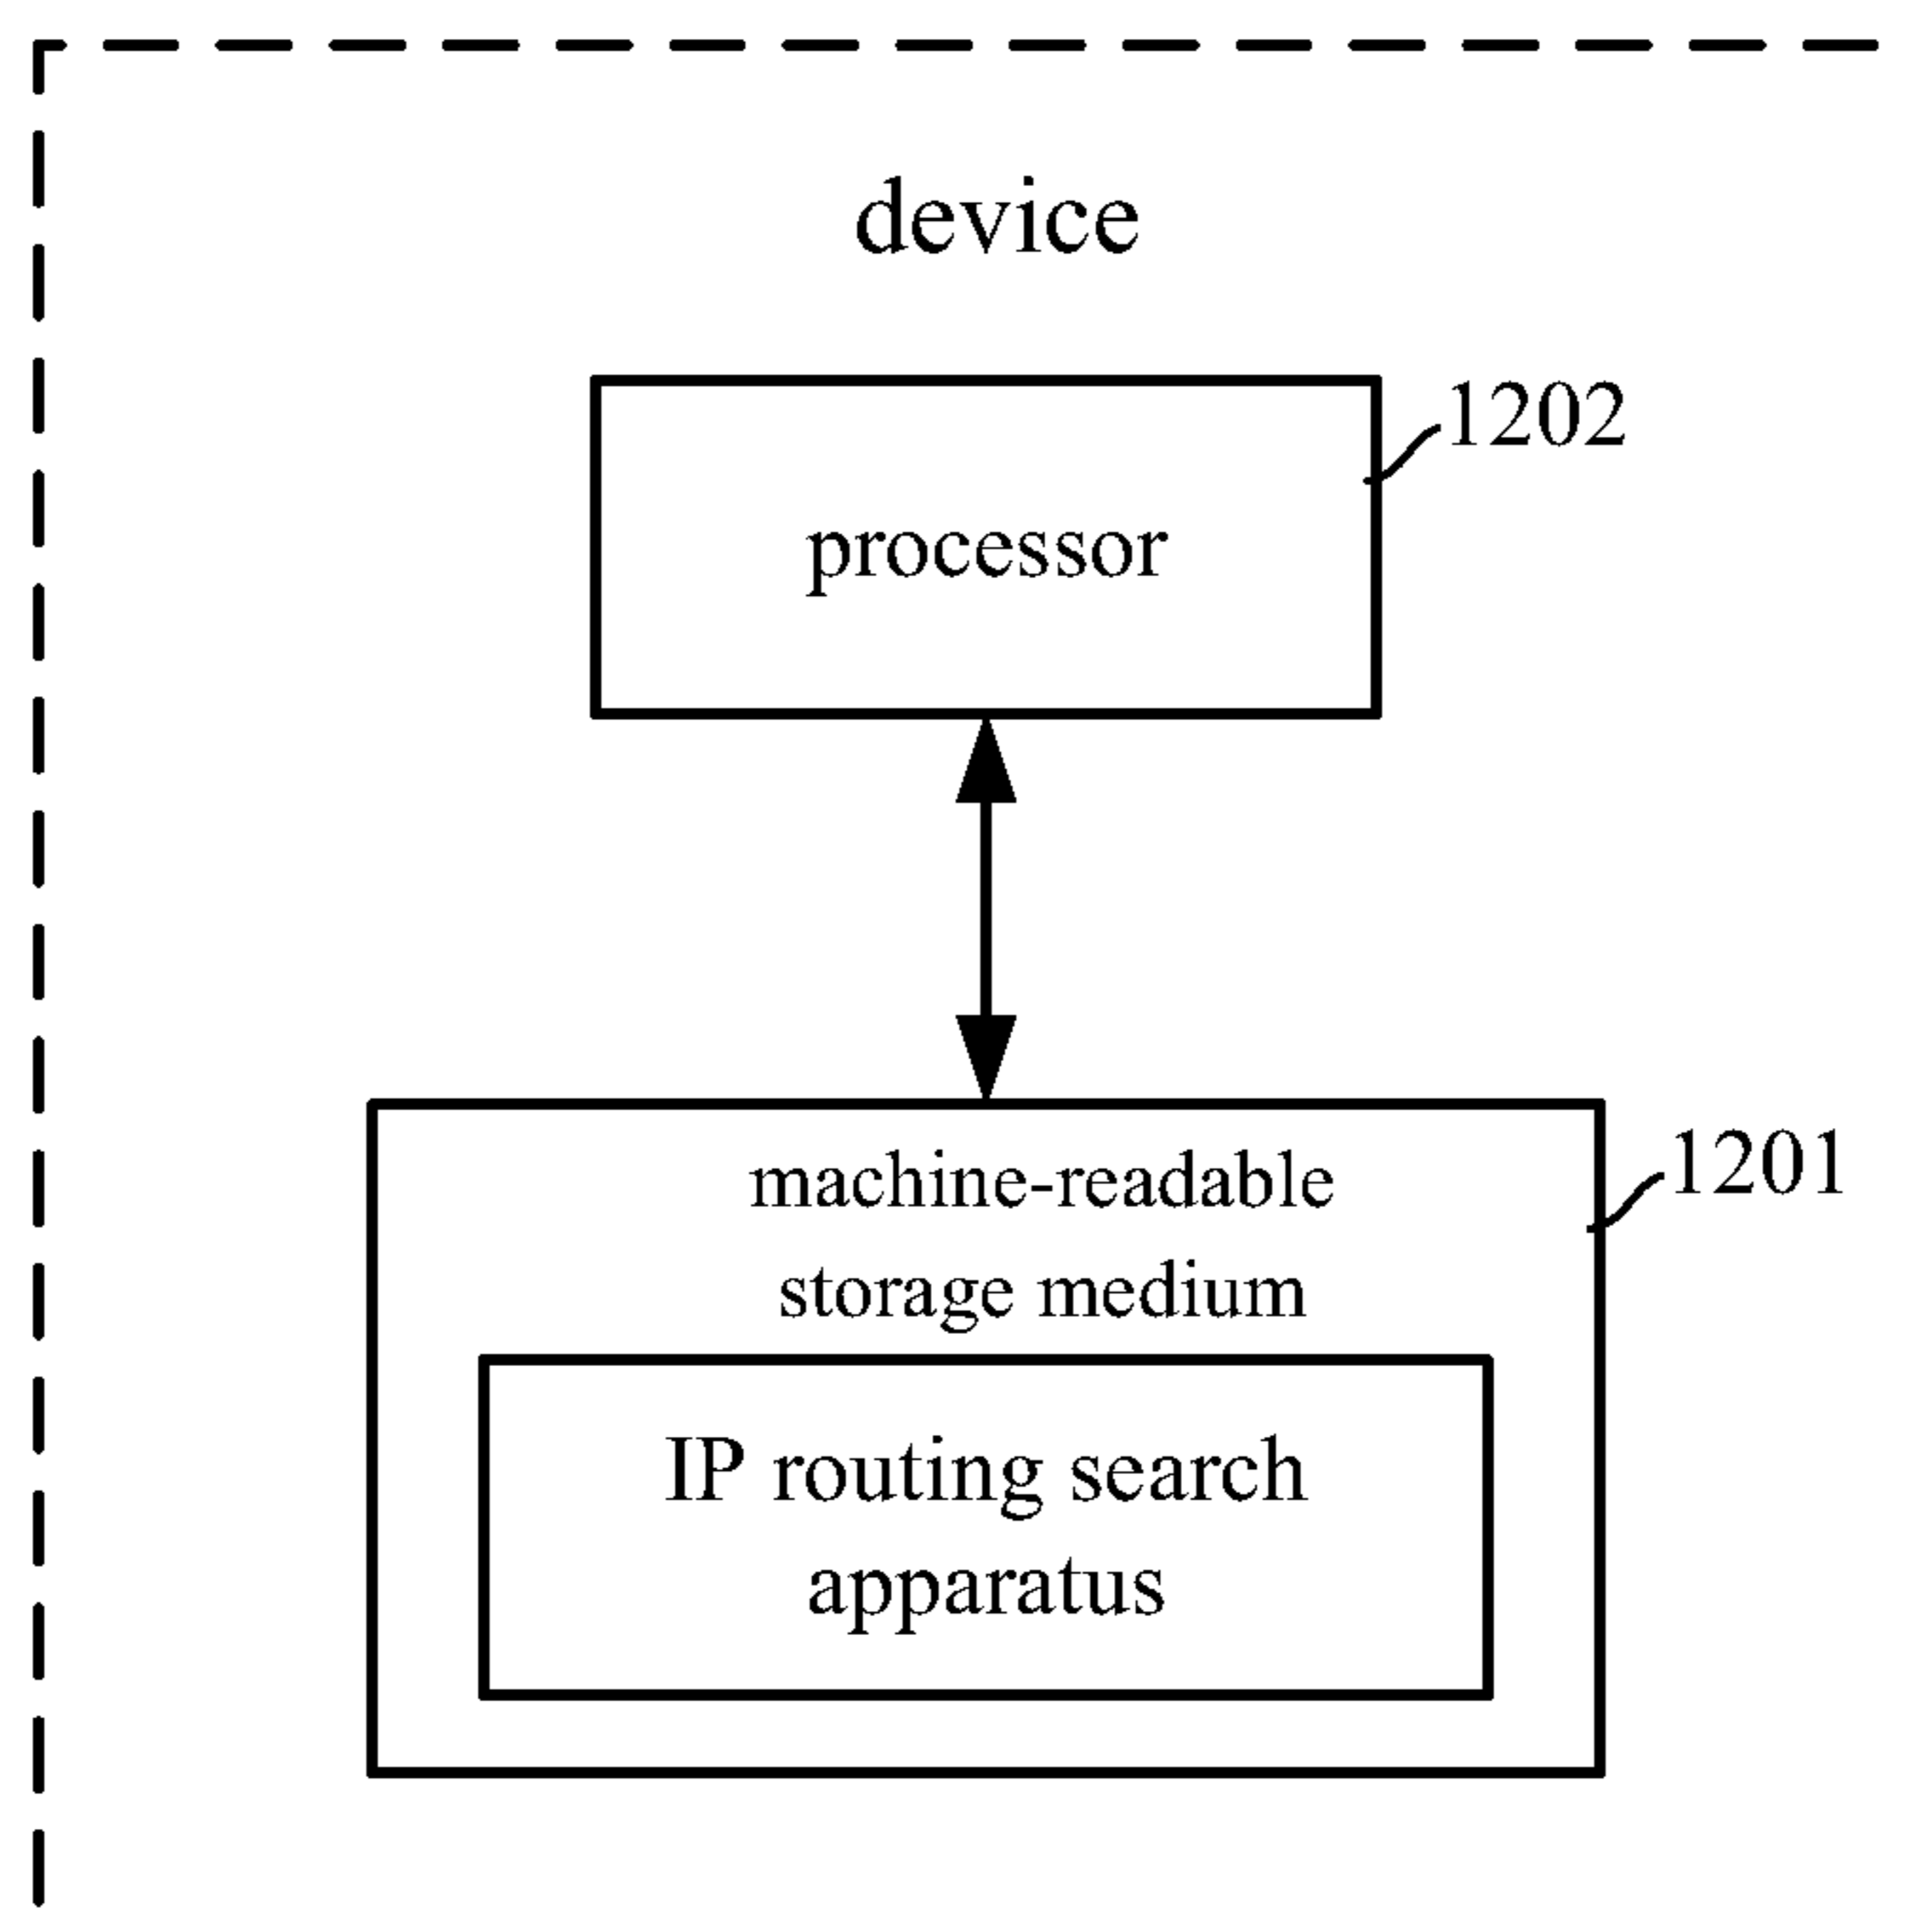 device
1202
processor
1201
machine-readable
storage medium
IP routing search
apparatus